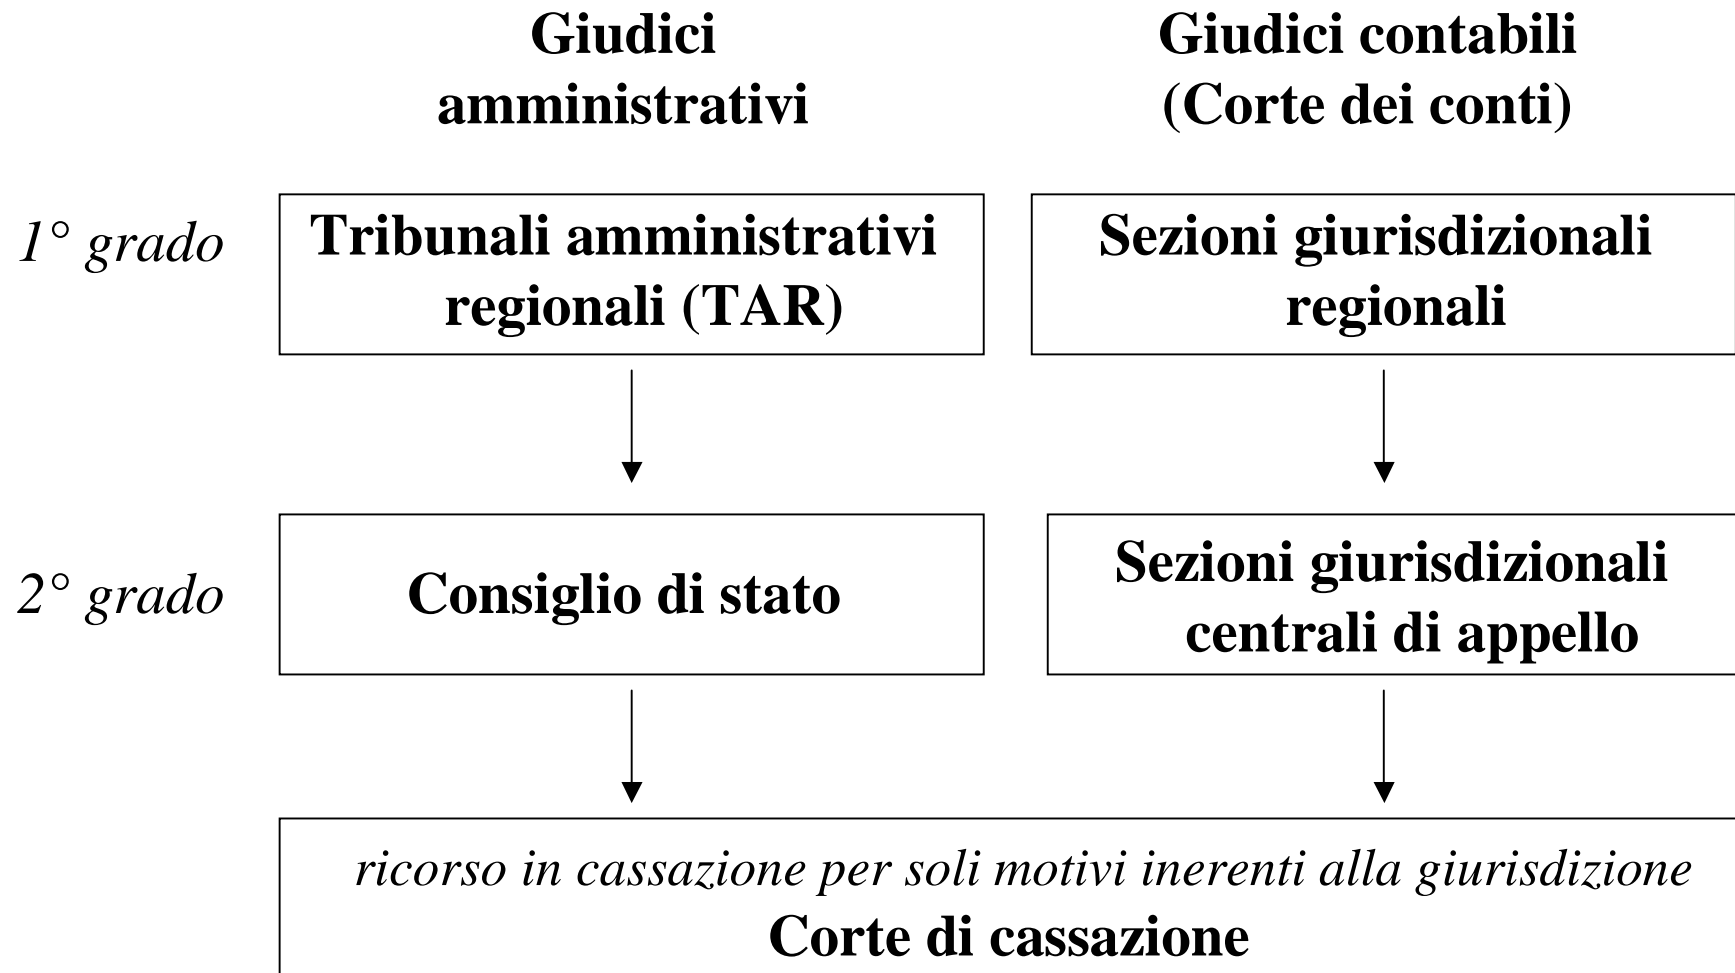 Giudici
amministrativi
Giudici contabili
(Corte dei conti)
1° grado
Tribunali amministrativi
regionali (TAR)
Sezioni giurisdizionali
regionali
2° grado
Consiglio di stato
Sezioni giurisdizionali
centrali di appello
ricorso in cassazione per soli motivi inerenti alla giurisdizione
Corte di cassazione